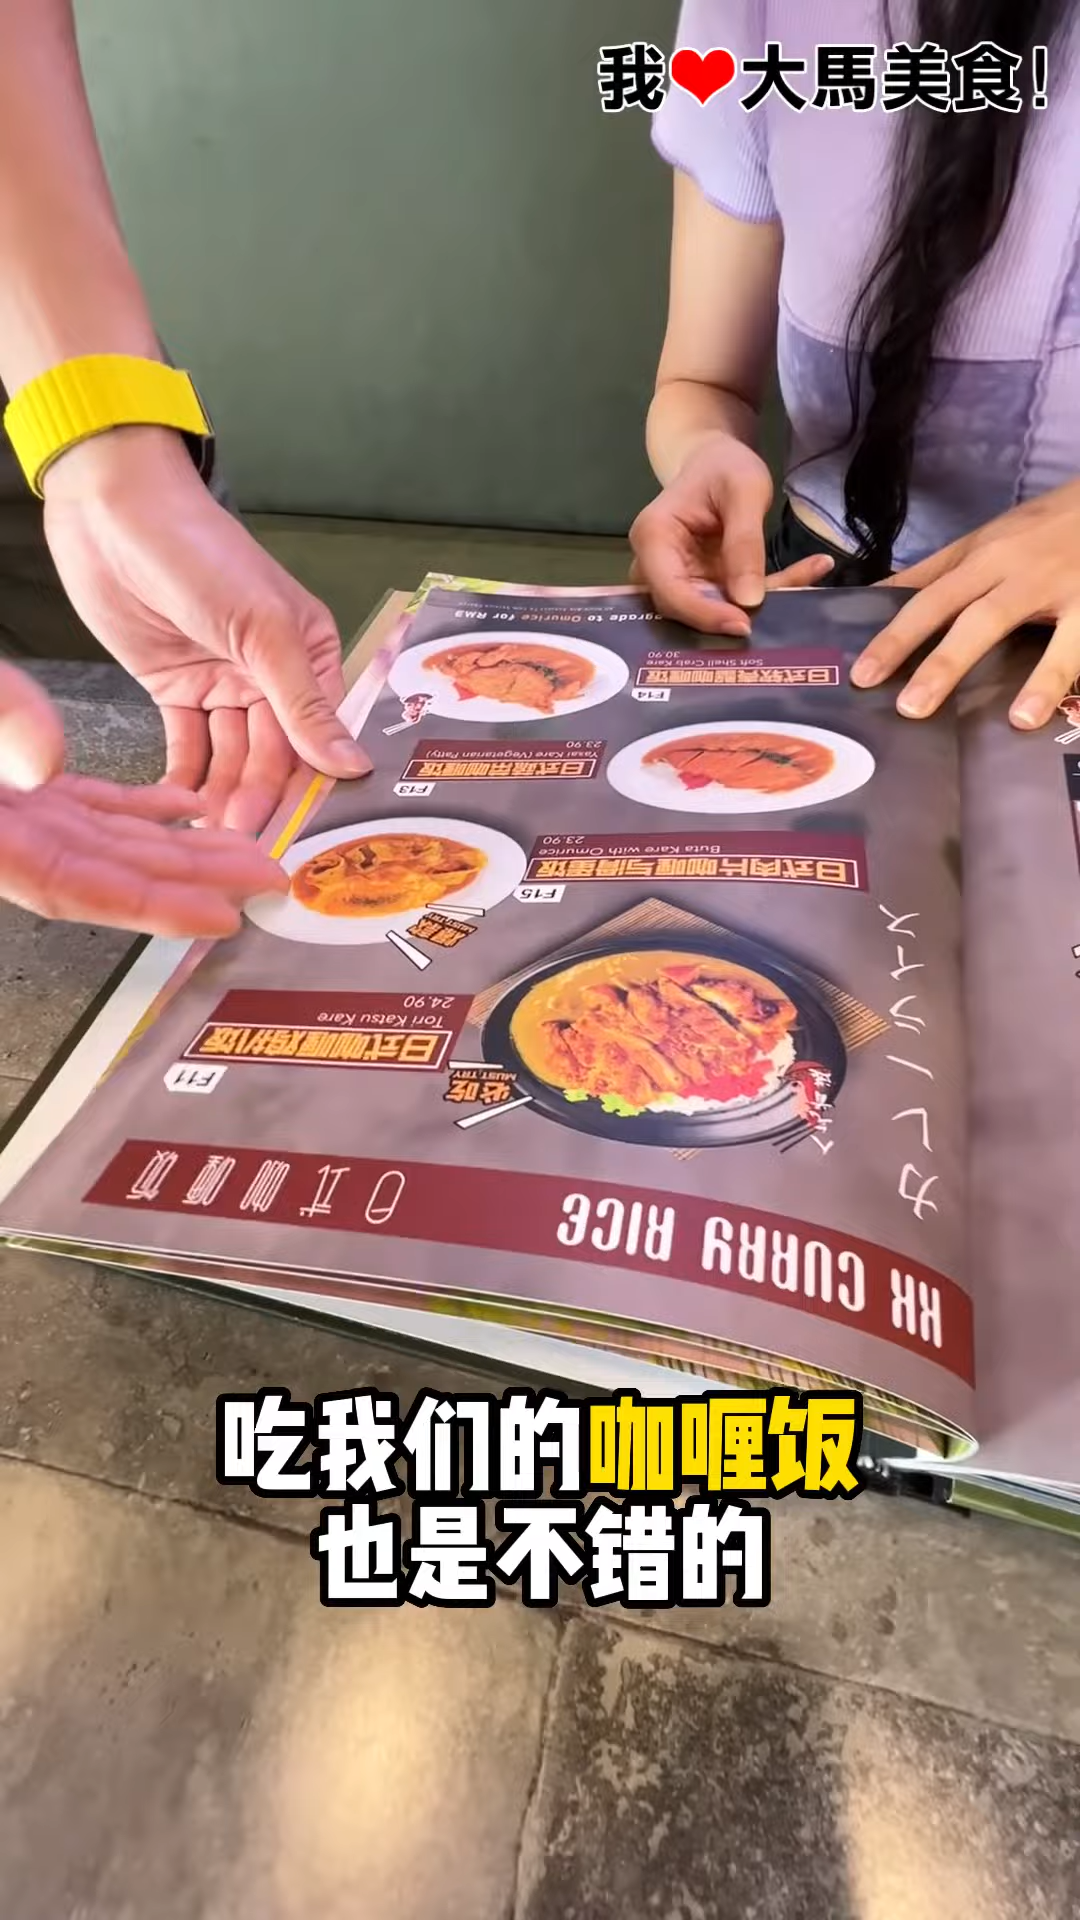 我❤大馬美食!
Upgrade to Omurice for RM3
F14
日式软壳蟹咖喱饭
Soft Shell Crab Kare
30.90
F13
日式蔬菜咖喱饭
Yasai Kare (Vegetarian Patty)
23.90
F15
日式肉片咖喱与滑蛋饭
Buta Kare with Omurice
23.90
F11
日式咖喱鸡扒饭
Tori Katsu Kare
24.90
必吃
MUST TRY
カレーライス
KK CURRY RICE
日式咖喱饭
吃我们的咖喱饭
也是不错的